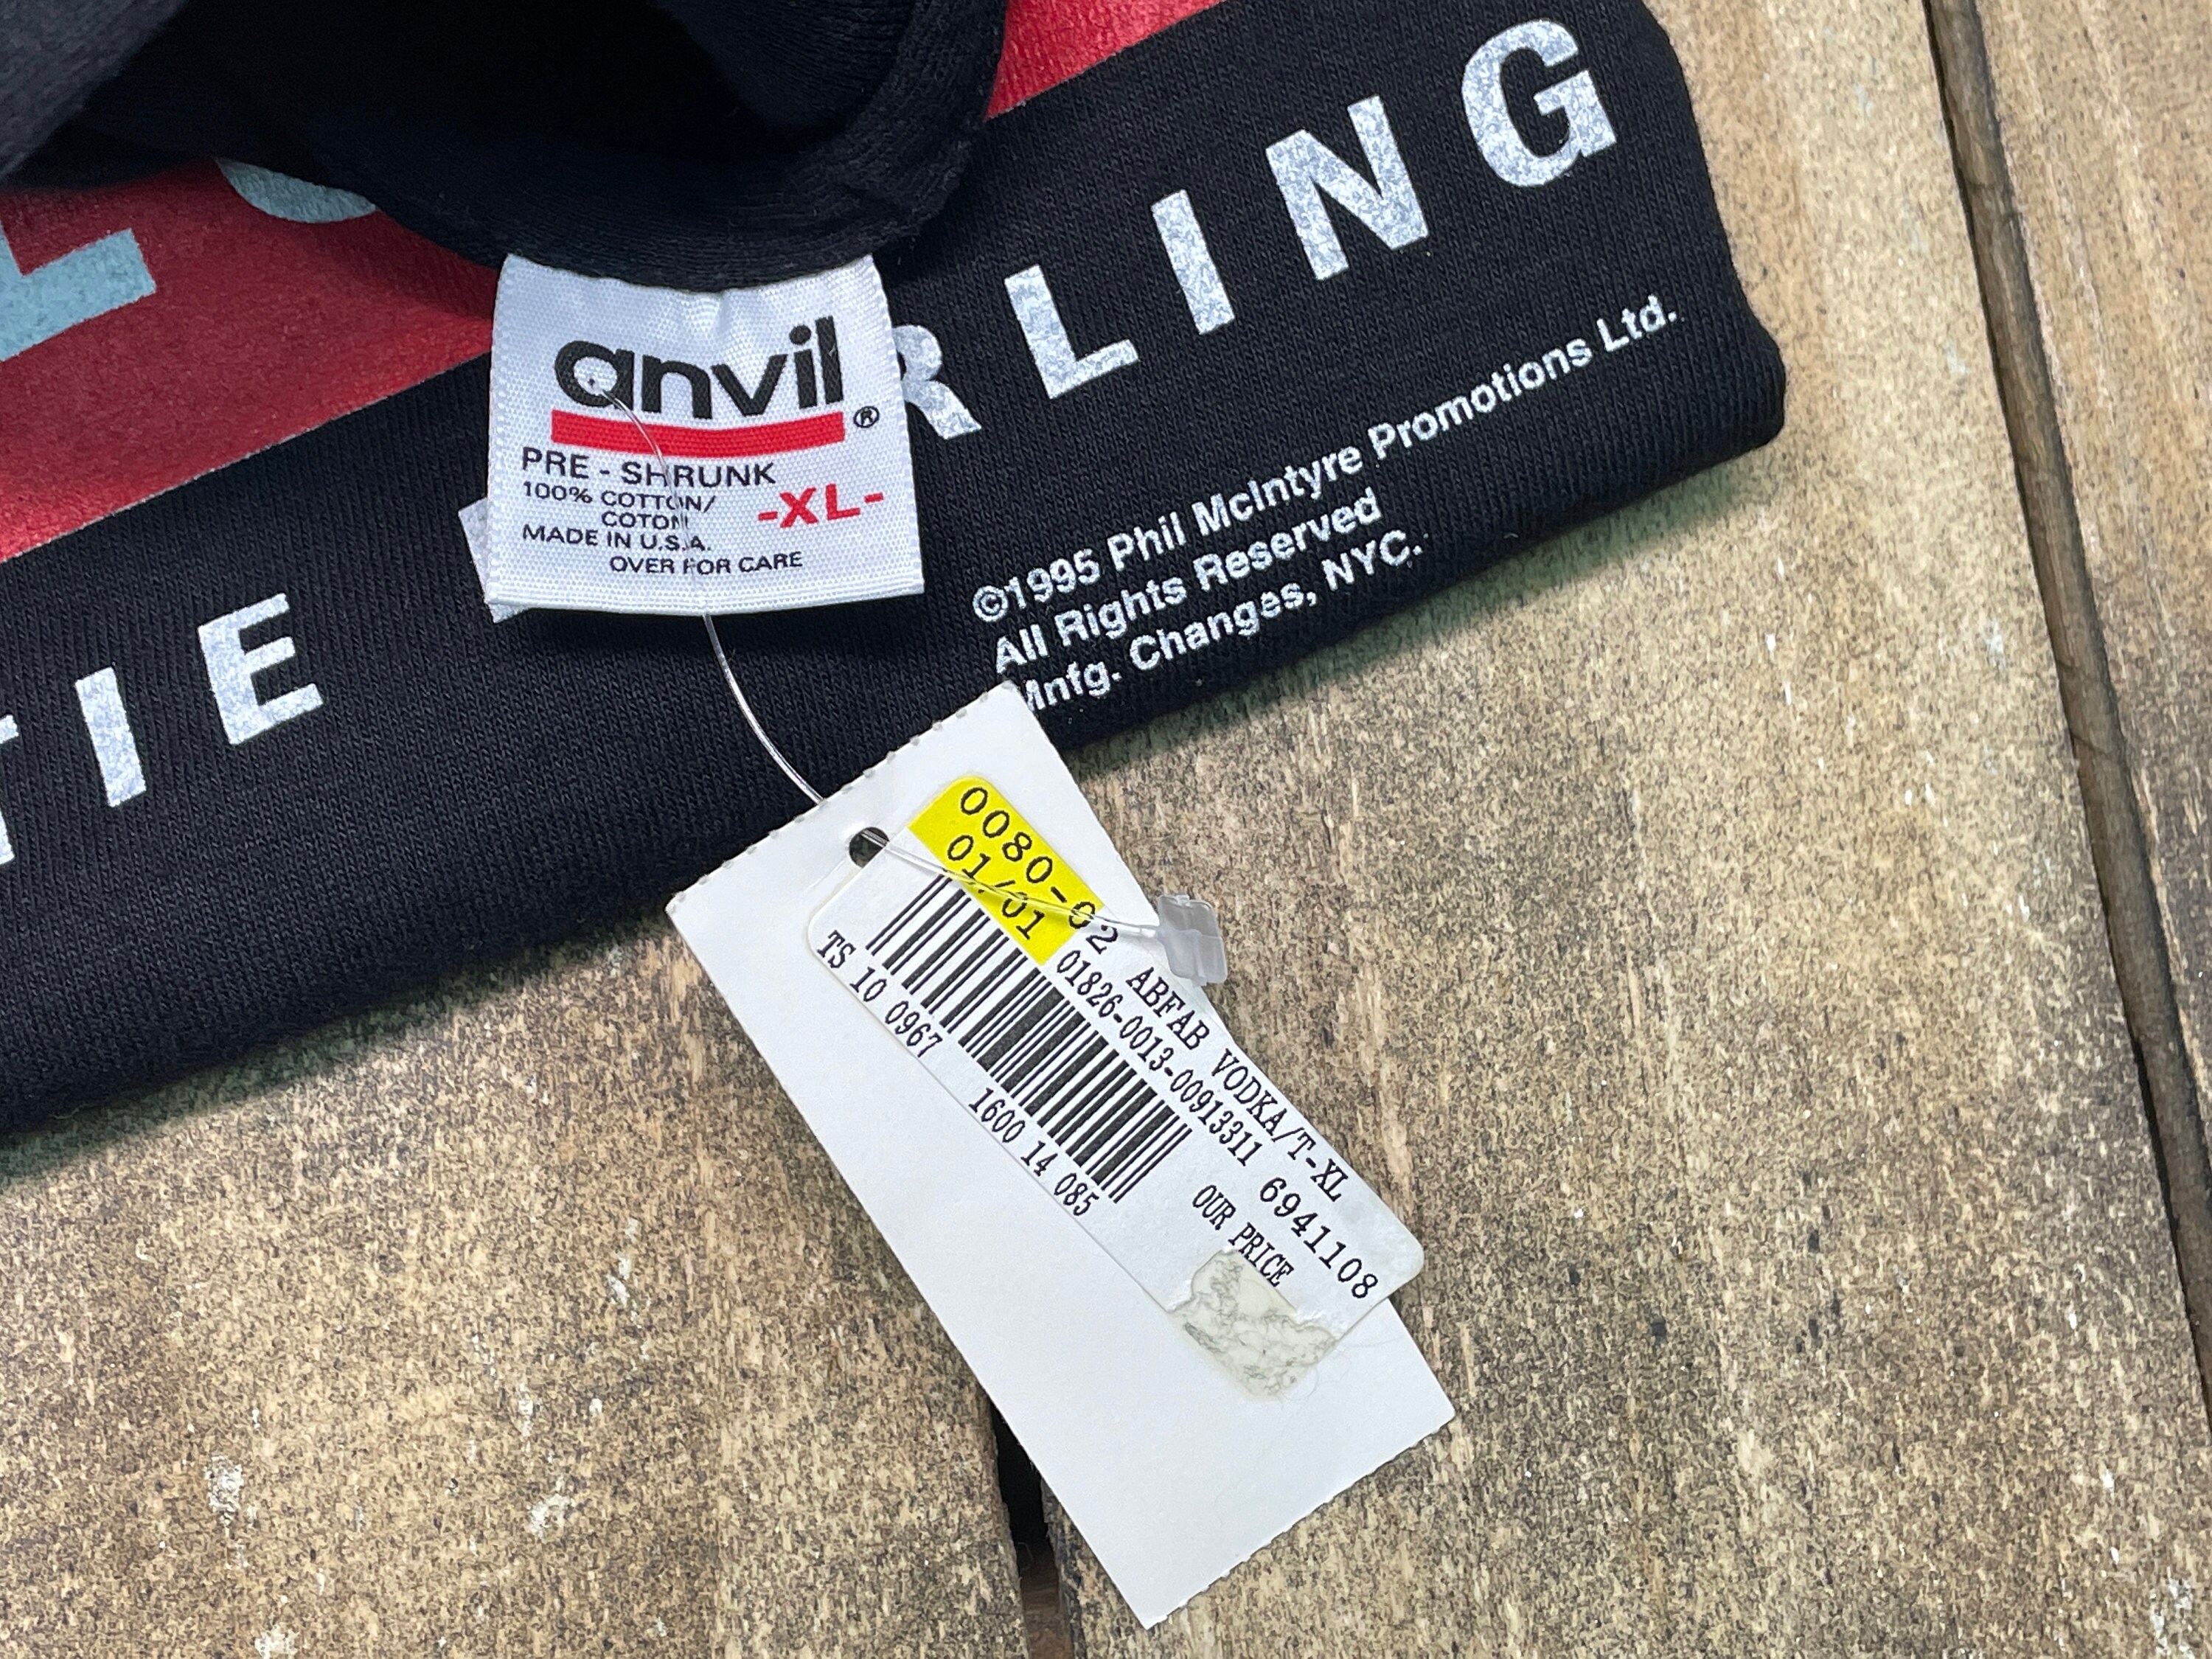 TIE
RLING
©1995 Phil McIntyre Promotions Ltd.
All Rights Reserved
Mnfg. Changes, NYC.
anvil®
PRE - SHRUNK
100% COTTON/
COTON
-XL-
MADE IN U.S.A.
OVER FOR CARE
0080-02
01/01
ABFAB VODKA/T-XL
01826-0013-00913311
6941108
TS 10 0967
1600 14 085
OUR PRICE